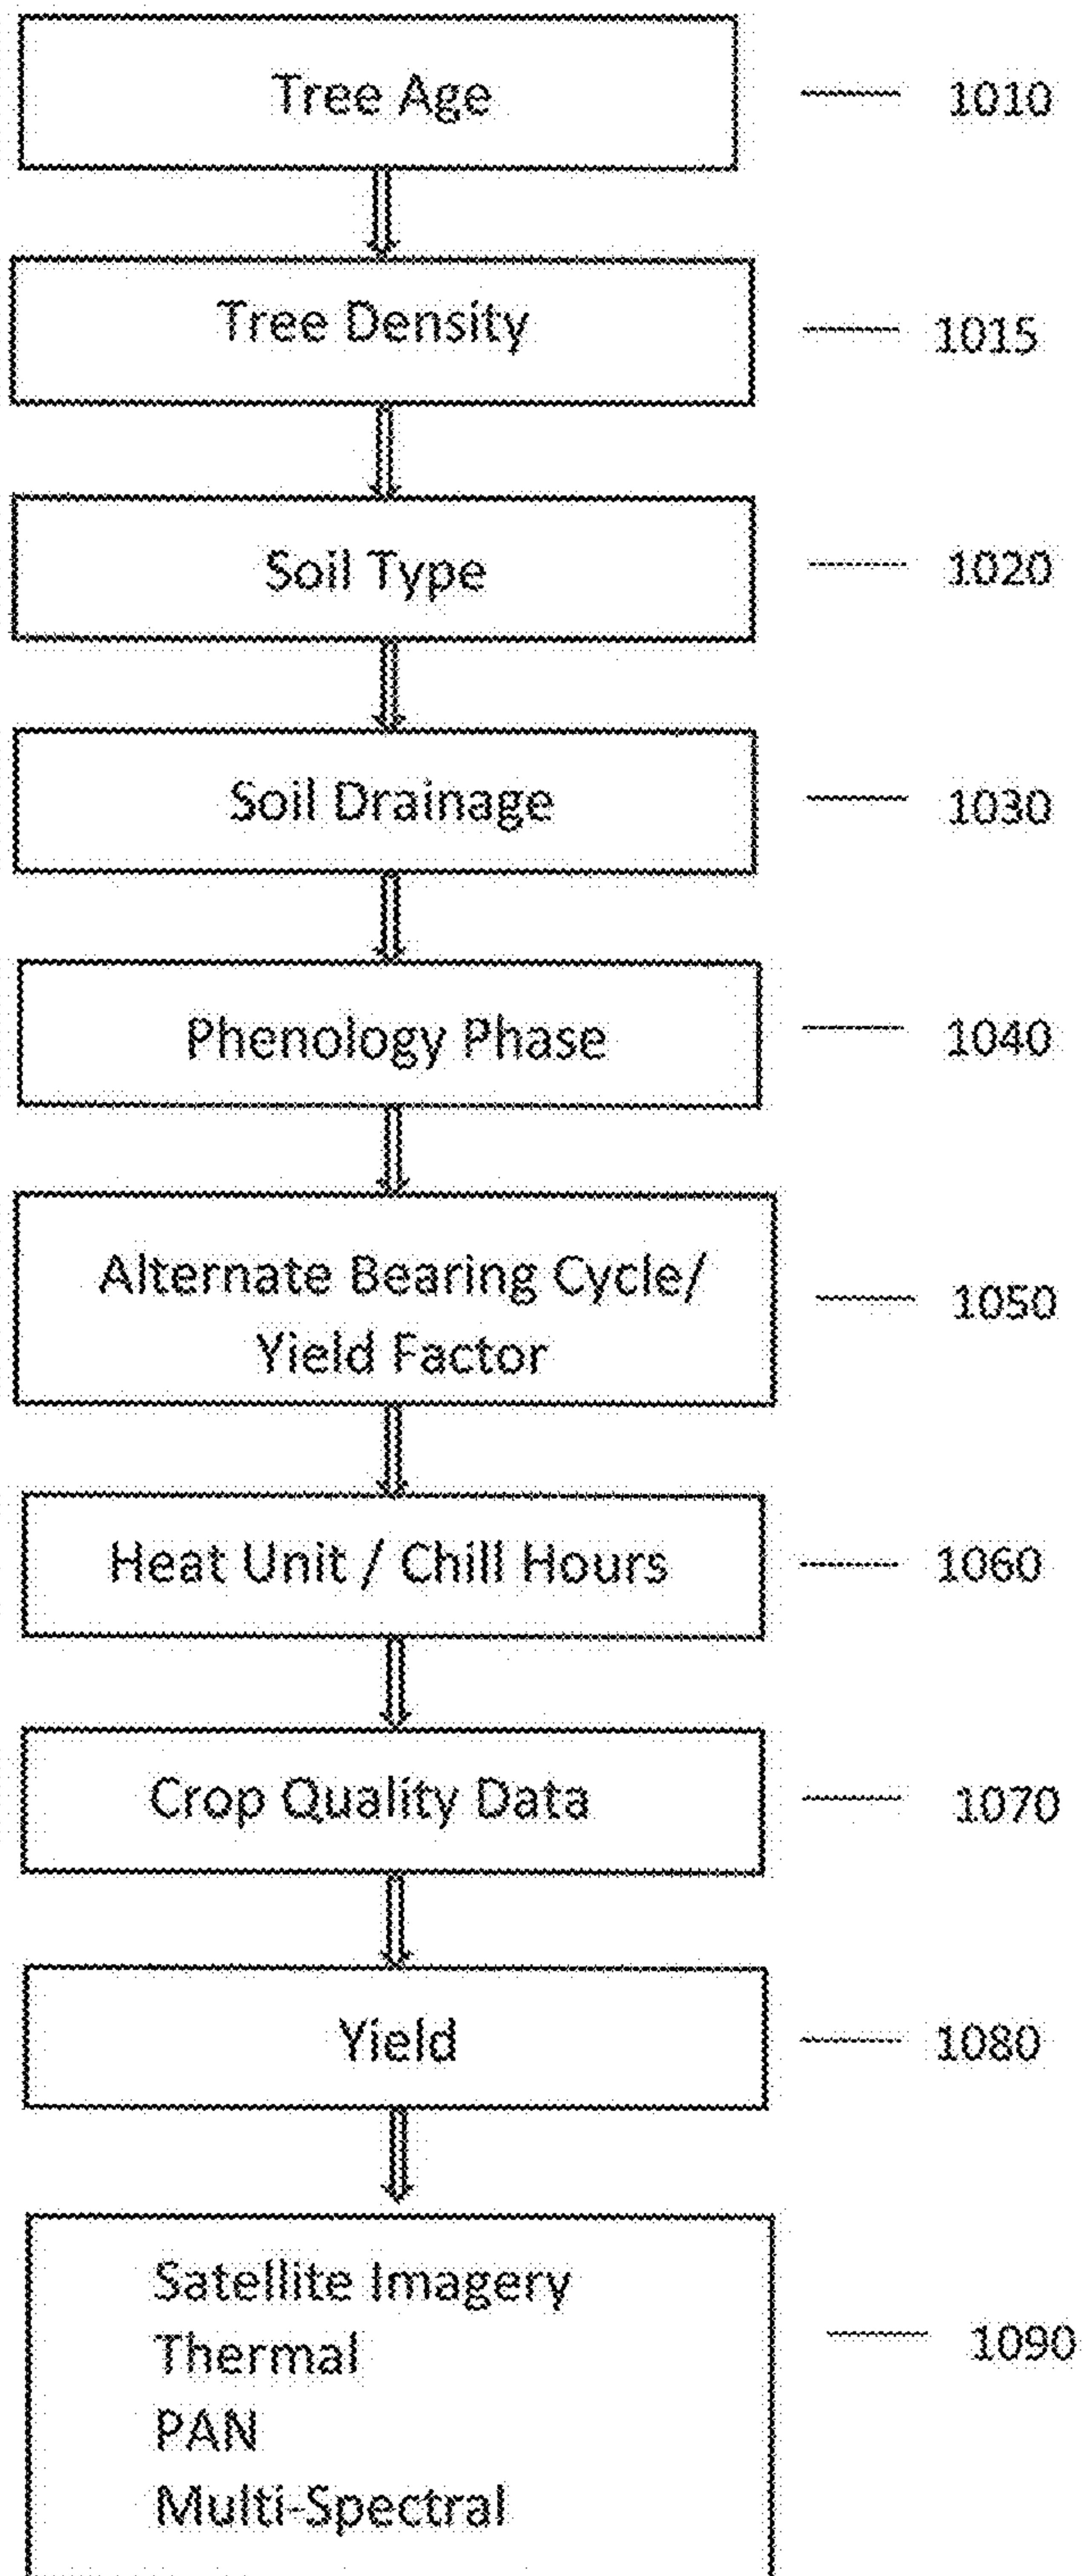 Tree Age 1010
Tree Density 1015
Soil Type 1020
Soil Drainage 1030
Phenology Phase 1040
Alternate Bearing Cycle/
Yield Factor 1050
Heat Unit / Chill Hours 1060
Crop Quality Data 1070
Yield 1080
Satellite Imagery
Thermal 1090
PAN
Multi-Spectral